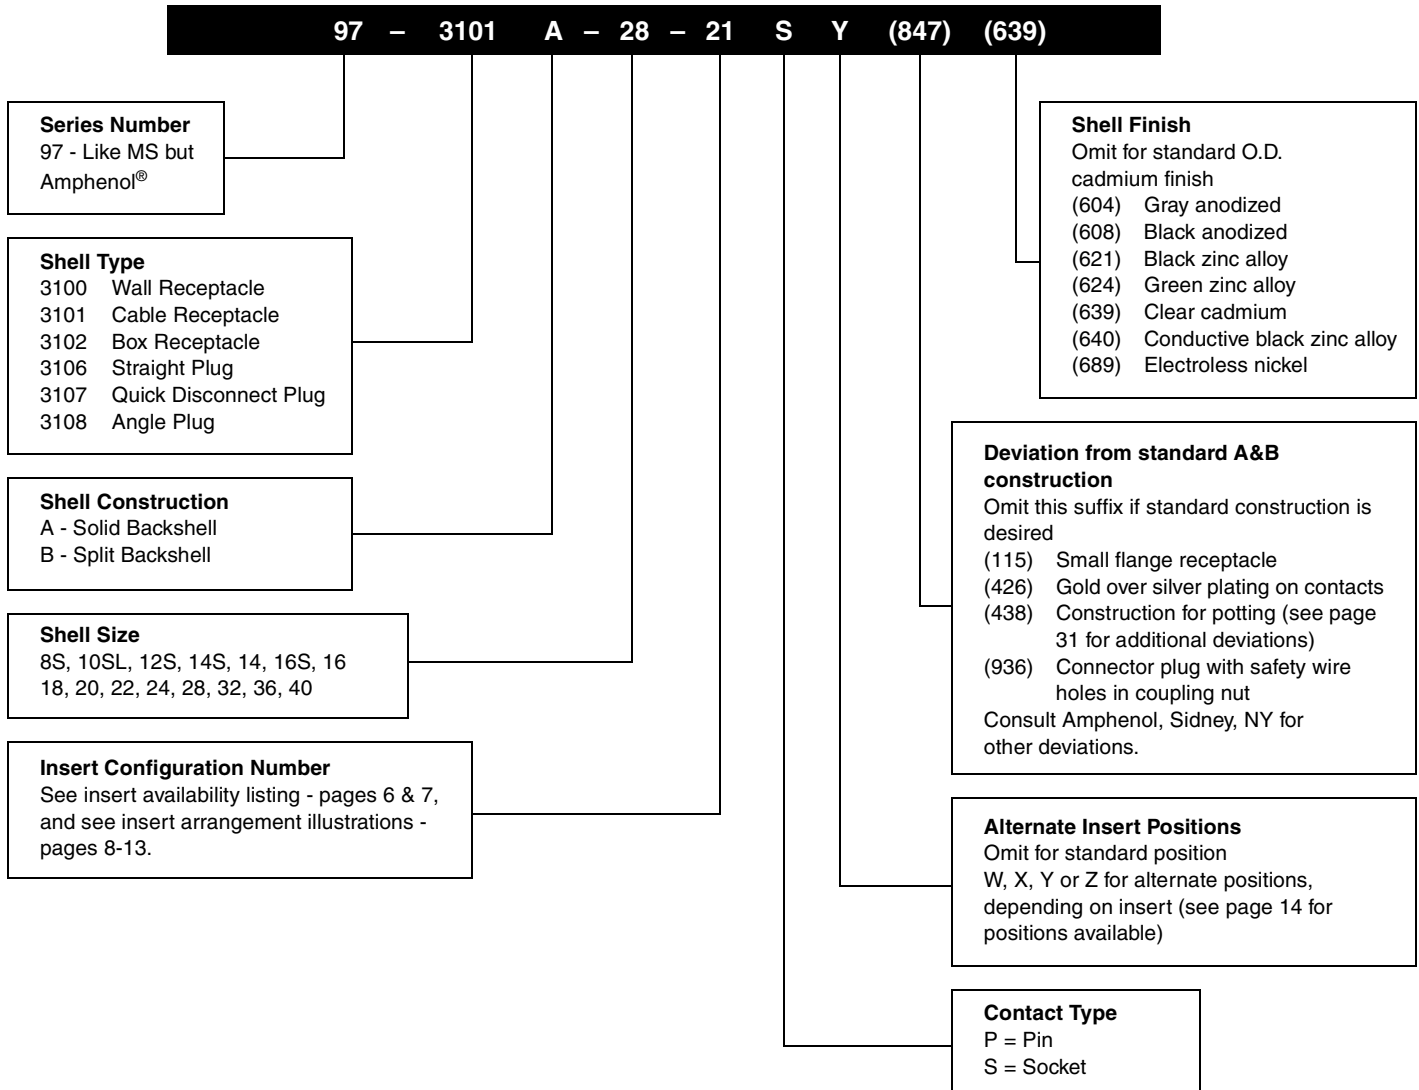 97 – 3101 A – 28 – 21 S Y (847) (639)
Series Number
97 - Like MS but
Amphenol®
Shell Type
3100 Wall Receptacle
3101 Cable Receptacle
3102 Box Receptacle
3106 Straight Plug
3107 Quick Disconnect Plug
3108 Angle Plug
Shell Construction
A - Solid Backshell
B - Split Backshell
Shell Size
8S, 10SL, 12S, 14S, 14, 16S, 16
18, 20, 22, 24, 28, 32, 36, 40
Insert Configuration Number
See insert availability listing - pages 6 & 7,
and see insert arrangement illustrations -
pages 8-13.
Shell Finish
Omit for standard O.D.
cadmium finish
(604) Gray anodized
(608) Black anodized
(621) Black zinc alloy
(624) Green zinc alloy
(639) Clear cadmium
(640) Conductive black zinc alloy
(689) Electroless nickel
Deviation from standard A&B
construction
Omit this suffix if standard construction is
desired
(115) Small flange receptacle
(426) Gold over silver plating on contacts
(438) Construction for potting (see page
31 for additional deviations)
(936) Connector plug with safety wire
holes in coupling nut
Consult Amphenol, Sidney, NY for
other deviations.
Alternate Insert Positions
Omit for standard position
W, X, Y or Z for alternate positions,
depending on insert (see page 14 for
positions available)
Contact Type
P = Pin
S = Socket